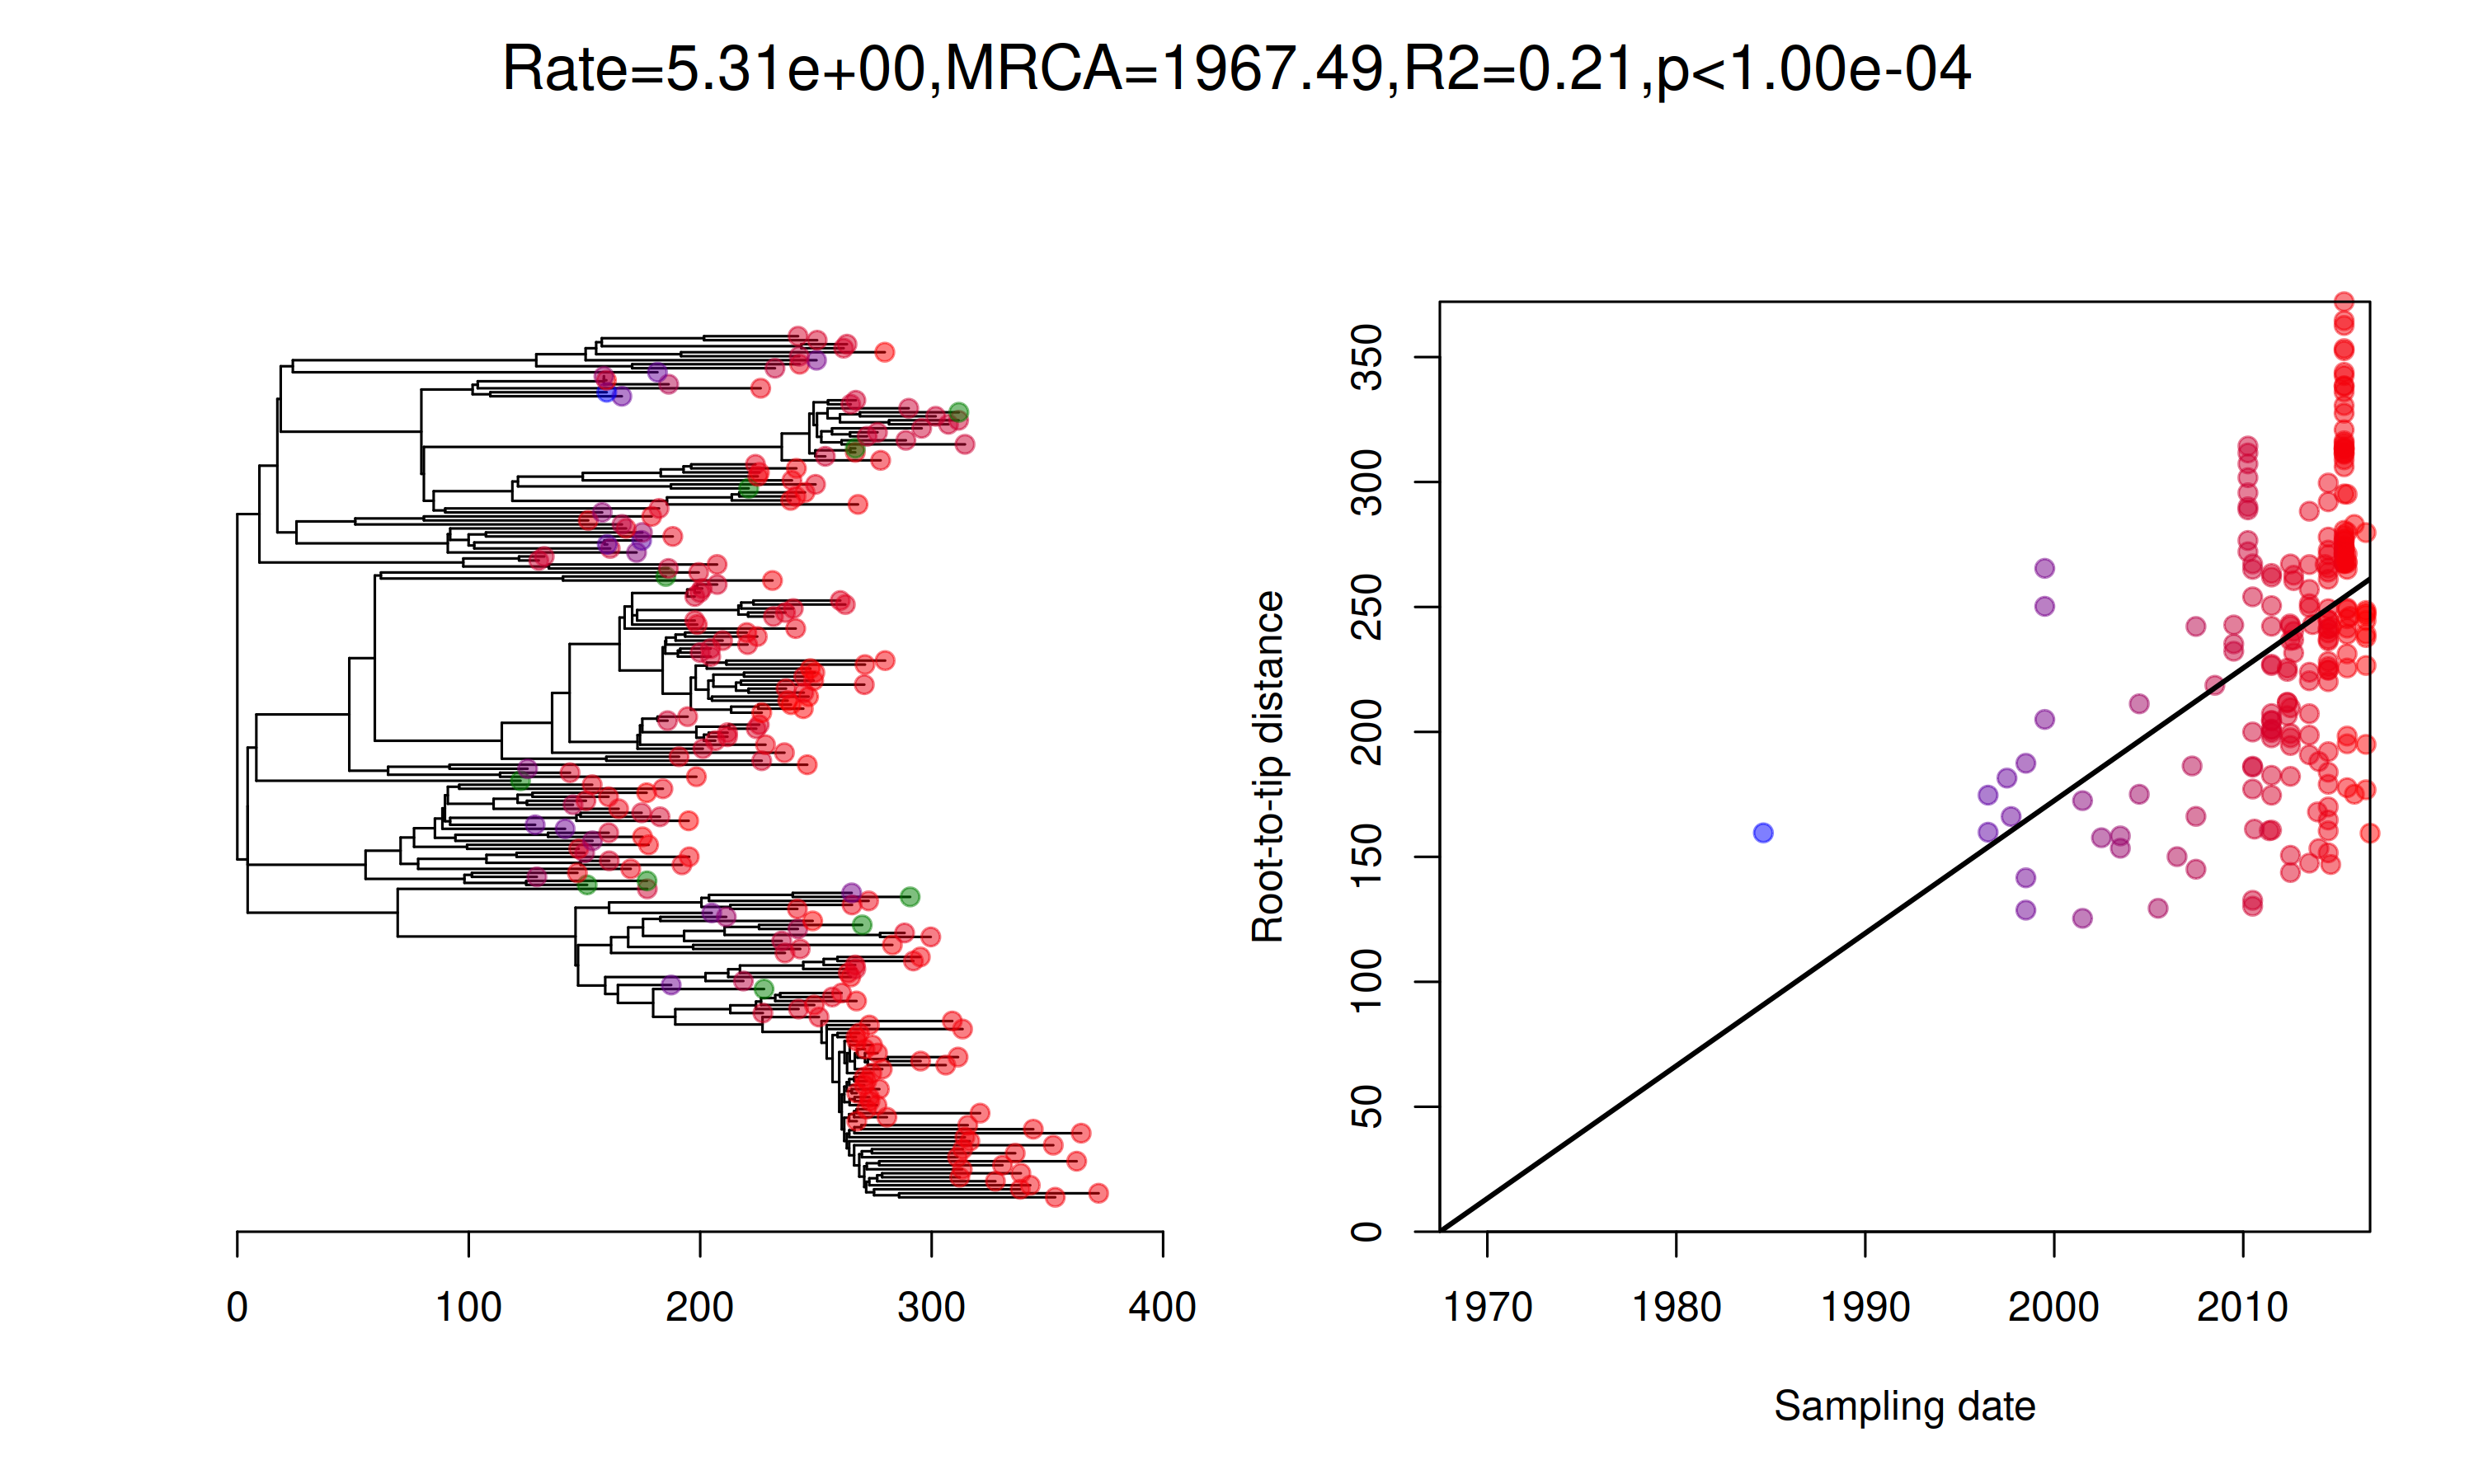 Rate=5.31e+00,MRCA=1967.49,R2=0.21,p<1.00e-04
0 100 200 300 400
Root-to-tip distance
0 50 100 150 200 250 300 350
1970 1980 1990 2000 2010
Sampling date